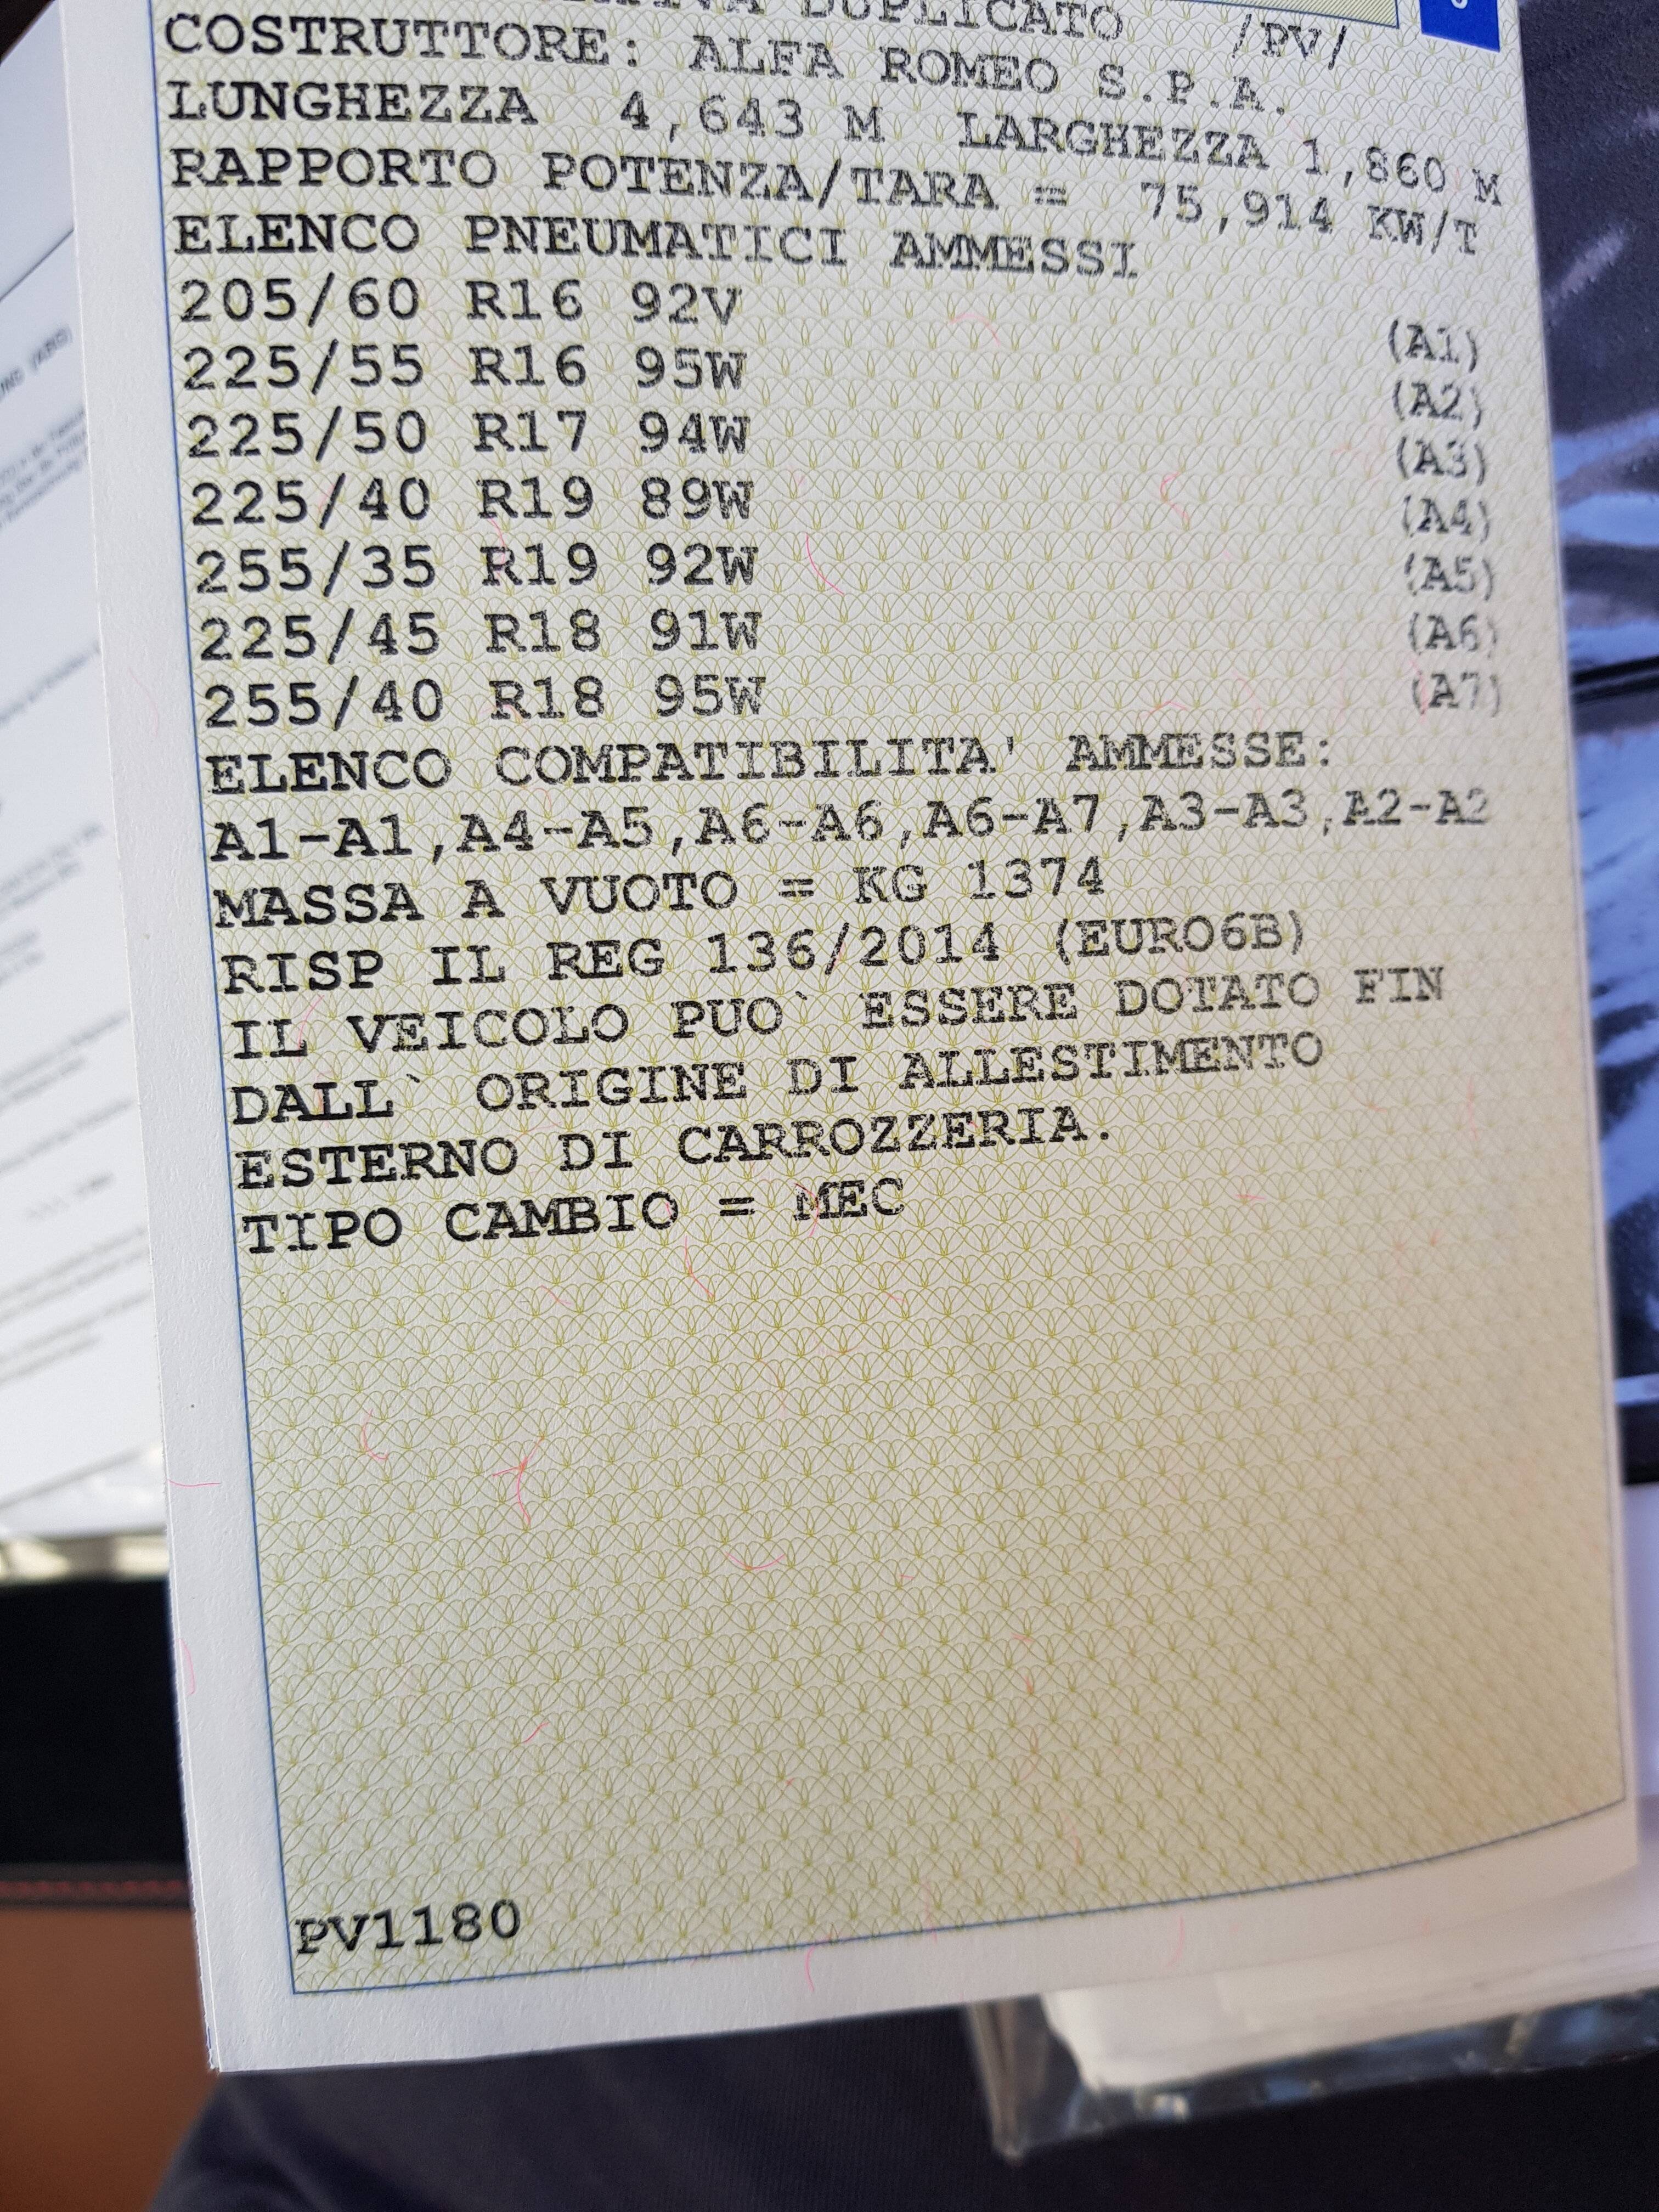 DUPLICATO /PV/
COSTRUTTORE: ALFA ROMEO S.P.A.
LUNGHEZZA 4,643 M LARGHEZZA 1,860 M
RAPPORTO POTENZA/TARA = 75,914 KW/T
ELENCO PNEUMATICI AMMESSI
205/60 R16 92V (A1)
225/55 R16 95W (A2)
225/50 R17 94W (A3)
225/40 R19 89W (A4)
255/35 R19 92W (A5)
225/45 R18 91W (A6)
255/40 R18 95W (A7)
ELENCO COMPATIBILITA' AMMESSE:
A1-A1,A4-A5,A6-A6,A6-A7,A3-A3,A2-A2
MASSA A VUOTO = KG 1374
RISP IL REG 136/2014 (EURO6B)
IL VEICOLO PUO` ESSERE DOTATO FIN
DALL` ORIGINE DI ALLESTIMENTO
ESTERNO DI CARROZZERIA.
TIPO CAMBIO = MEC
PV1180